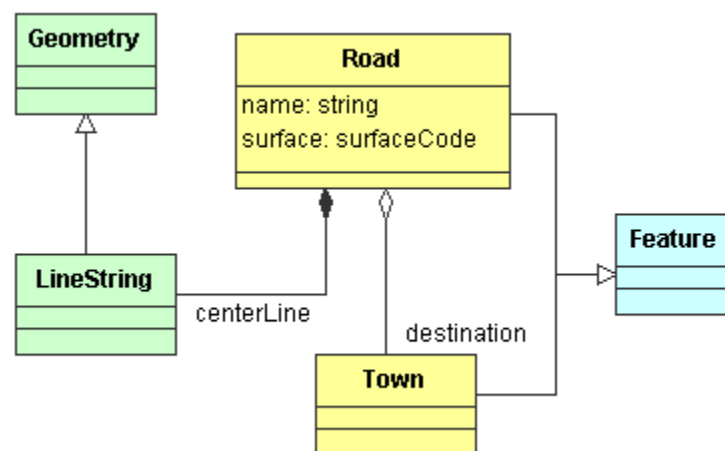 Geometry
Road
name: string
surface: surfaceCode
Feature
LineString
centerLine
destination
Town